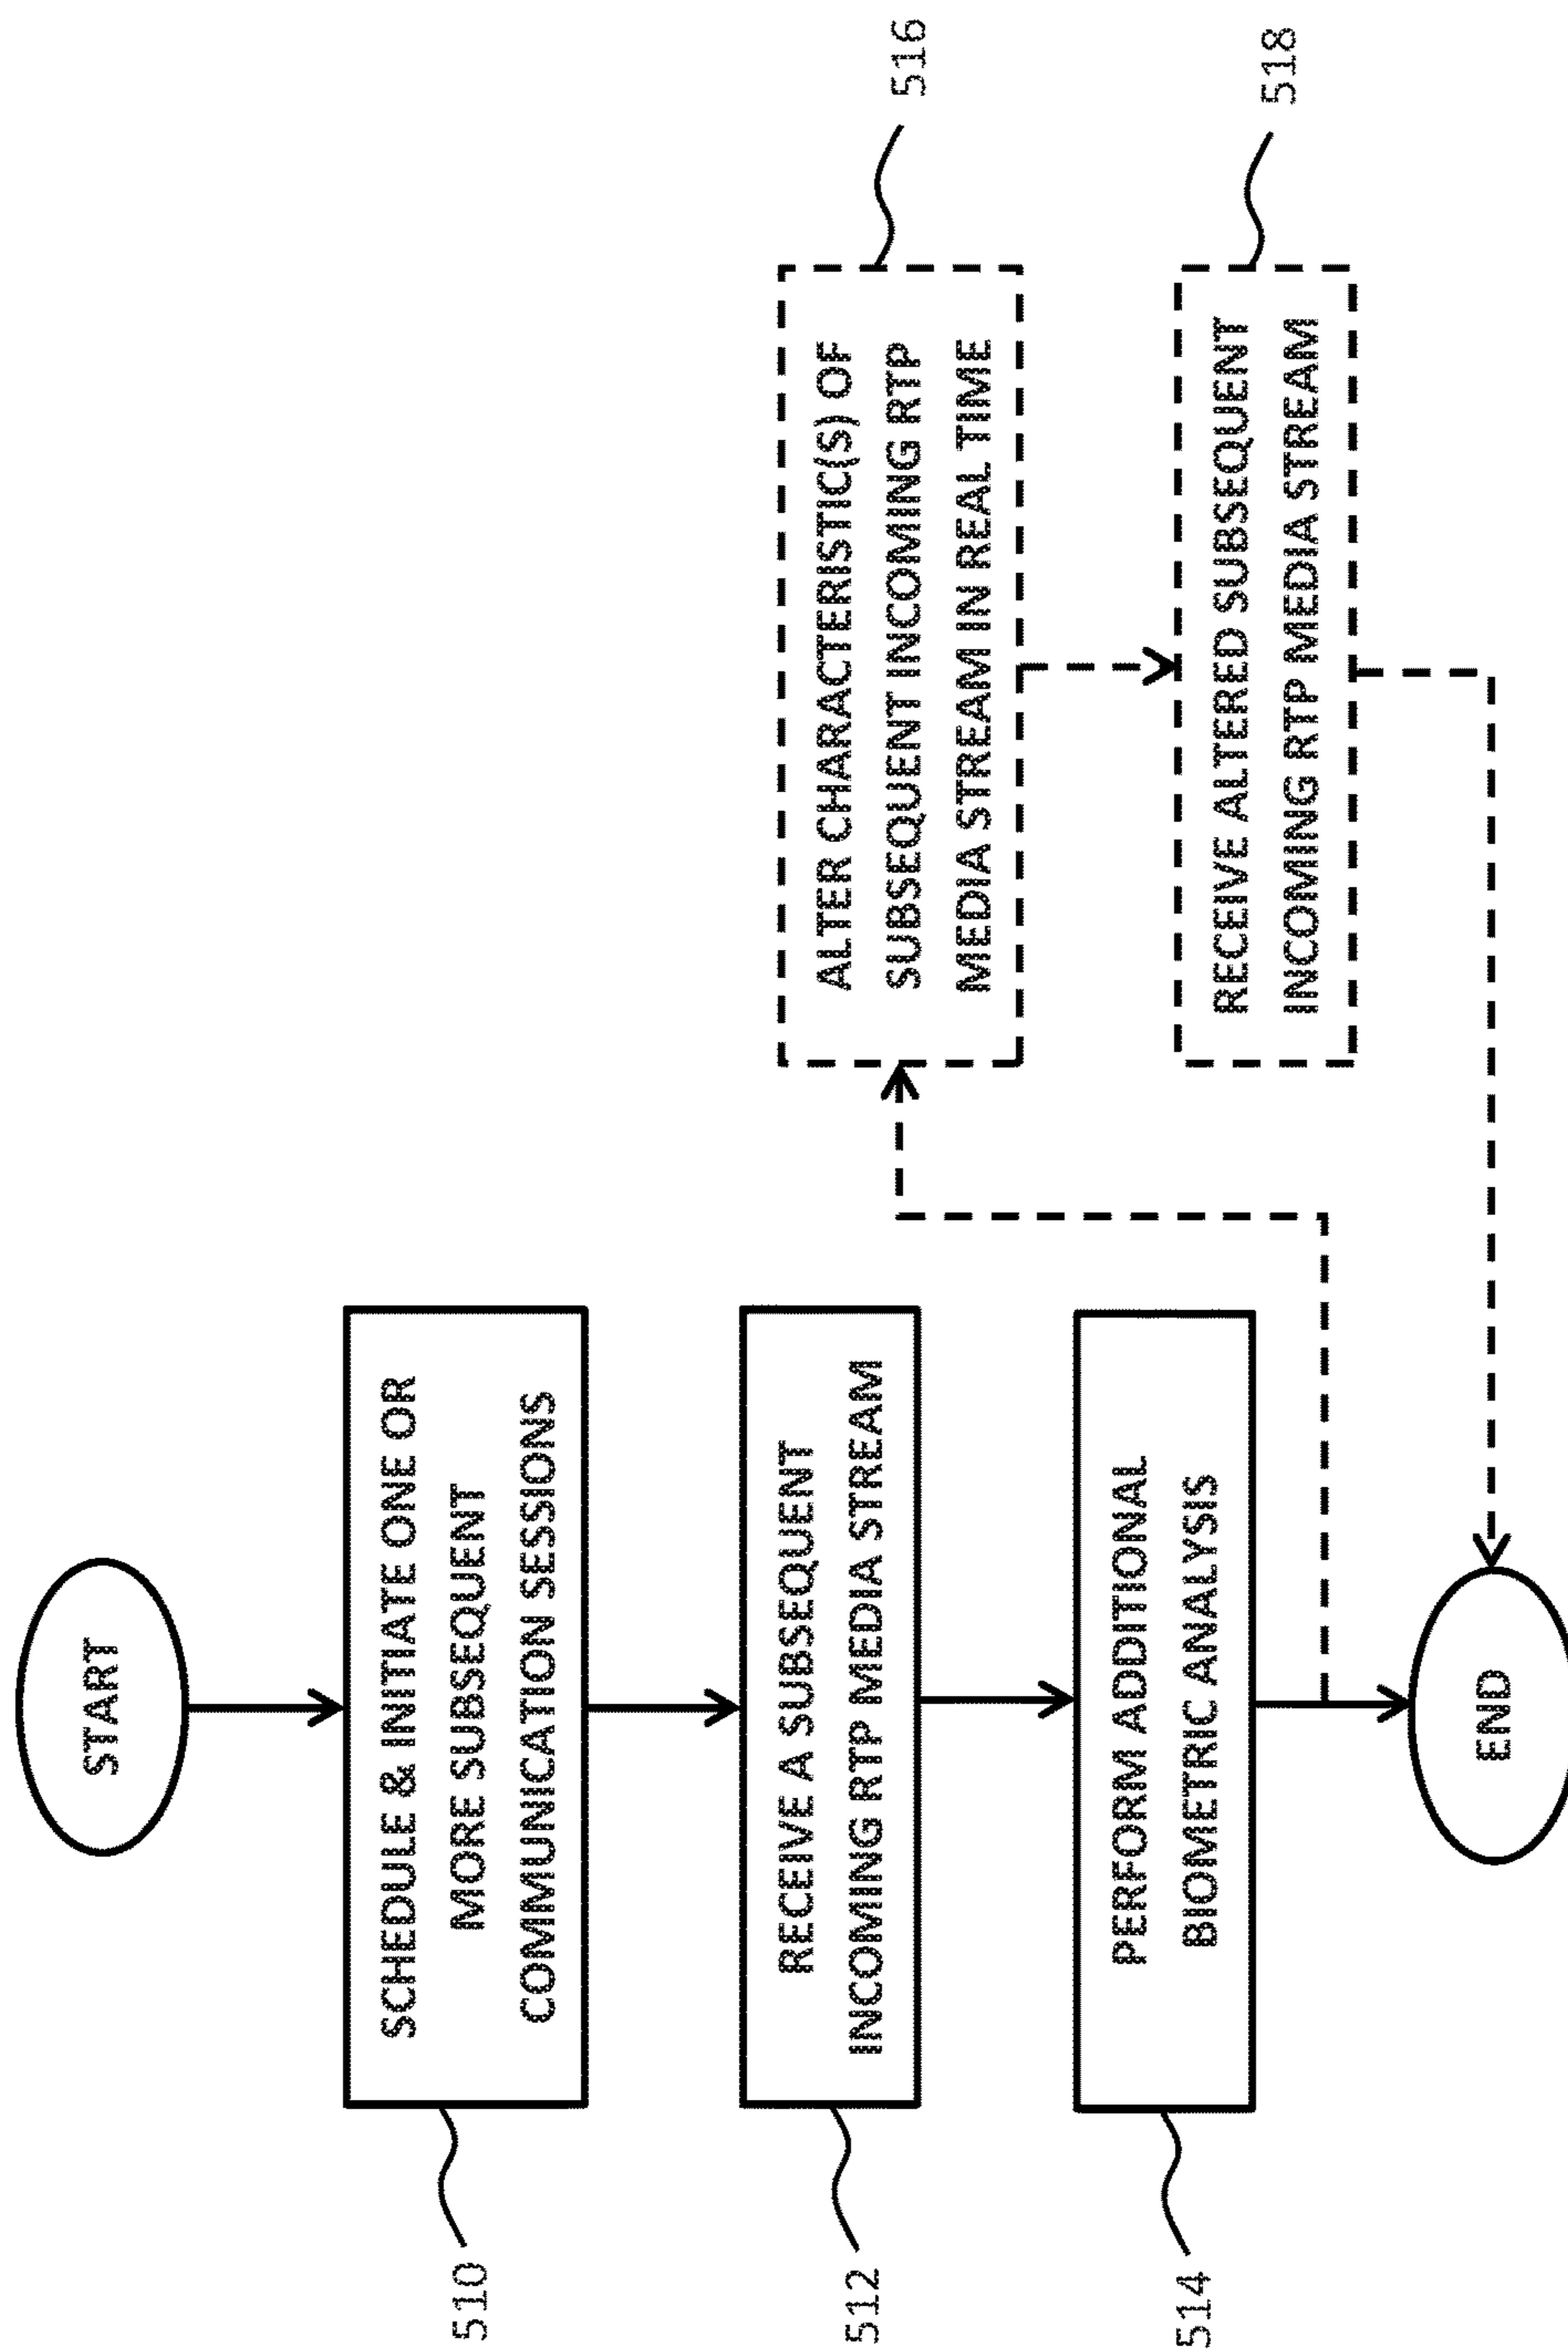 START
SCHEDULE & INITIATE ONE OR
MORE SUBSEQUENT
COMMUNICATION SESSIONS
510
RECEIVE A SUBSEQUENT
INCOMING RTP MEDIA STREAM
512
PERFORM ADDITIONAL
BIOMETRIC ANALYSIS
514
ALTER CHARACTERISTIC(S) OF
SUBSEQUENT INCOMING RTP
MEDIA STREAM IN REAL TIME
516
RECEIVE ALTERED SUBSEQUENT
INCOMING RTP MEDIA STREAM
518
END